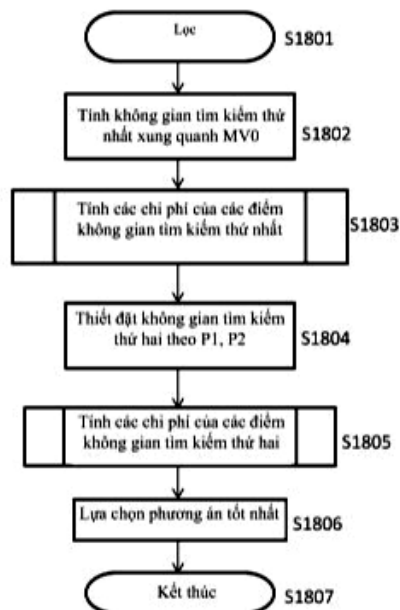 Lọc
S1801
Tính không gian tìm kiếm thứ
nhất xung quanh MV0
S1802
Tính các chi phí của các điểm
không gian tìm kiếm thứ nhất
S1803
Thiết đặt không gian tìm kiếm
thứ hai theo P1, P2
S1804
Tính các chi phí của các điểm
không gian tìm kiếm thứ hai
S1805
Lựa chọn phương án tốt nhất
S1806
Kết thúc
S1807